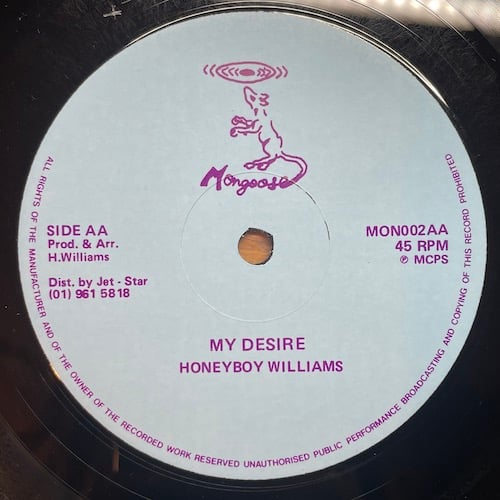 Mongoose
SIDE AA
Prod. & Arr.
H.Williams
Dist. by Jet - Star
(01) 961 5818
MON002AA
45 RPM
℗ MCPS
MY DESIRE
HONEYBOY WILLIAMS
ALL RIGHTS OF THE MANUFACTURER AND OF THE OWNER OF THE RECORDED WORK RESERVED UNAUTHORISED PUBLIC PERFORMANCE BROADCASTING AND COPYING OF THIS RECORD PROHIBITED